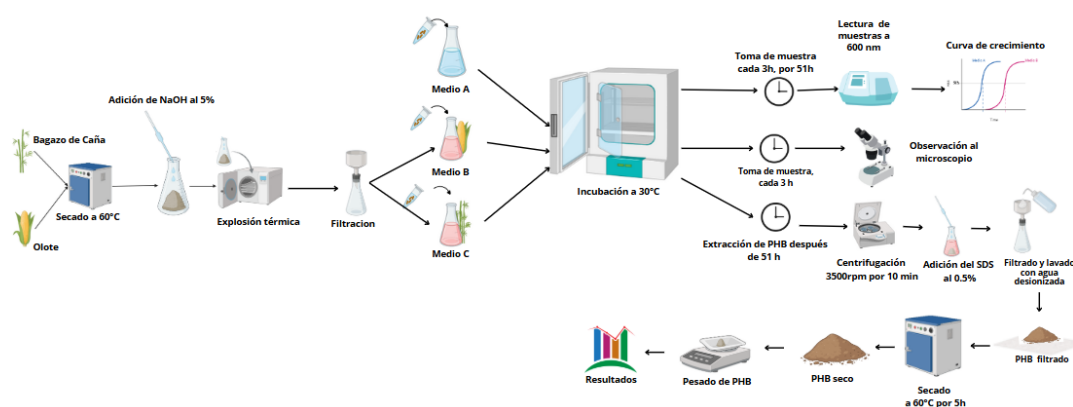 Bagazo de Caña
Olote
Secado a 60°C
Adición de NaOH al 5%
Explosión térmica
Filtracion
Medio A
Medio B
Medio C
Incubación a 30°C
Toma de muestra
cada 3h, por 51h
Lectura de
muestras a
600 nm
Curva de crecimiento
Toma de muestra,
cada 3 h
Observación al
microscopio
Extracción de PHB después
de 51 h
Centrifugación
3500rpm por 10 min
Adición del SDS
al 0.5%
Filtrado y lavado
con agua
desionizada
PHB filtrado
Secado
a 60°C por 5h
PHB seco
Pesado de PHB
Resultados